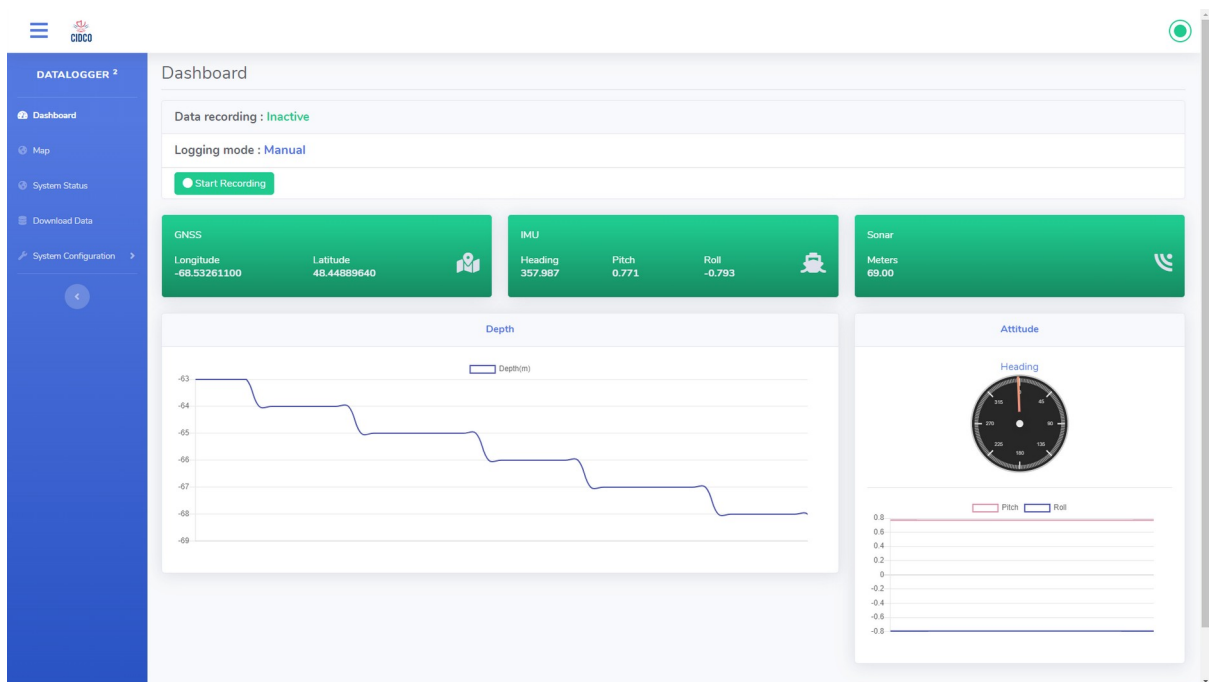 CIDCO
DATALOGGER ²
Dashboard
Map
System Status
Download Data
System Configuration
Dashboard
Data recording : Inactive
Logging mode : Manual
Start Recording
GNSS
Longitude Latitude
-68.53261100 48.44889640
IMU
Heading Pitch Roll
357.987 0.771 -0.793
Sonar
Meters
69.00
Depth
Depth(m)
-63
-64
-65
-66
-67
-68
-69
Attitude
Heading
315 45
270 90
225 135
180
Pitch Roll
0.8
0.6
0.4
0.2
0
-0.2
-0.4
-0.6
-0.8